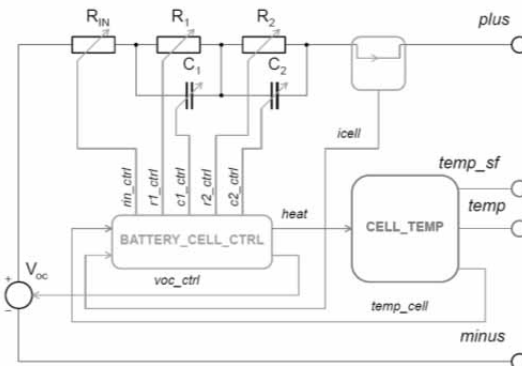 R_IN R_1 R_2 plus
C_1 C_2
icell
rin_ctrl r1_ctrl c1_ctrl r2_ctrl c2_ctrl
temp_sf
heat temp
BATTERY_CELL_CTRL CELL_TEMP
+ V_oc voc_ctrl
temp_cell
− minus